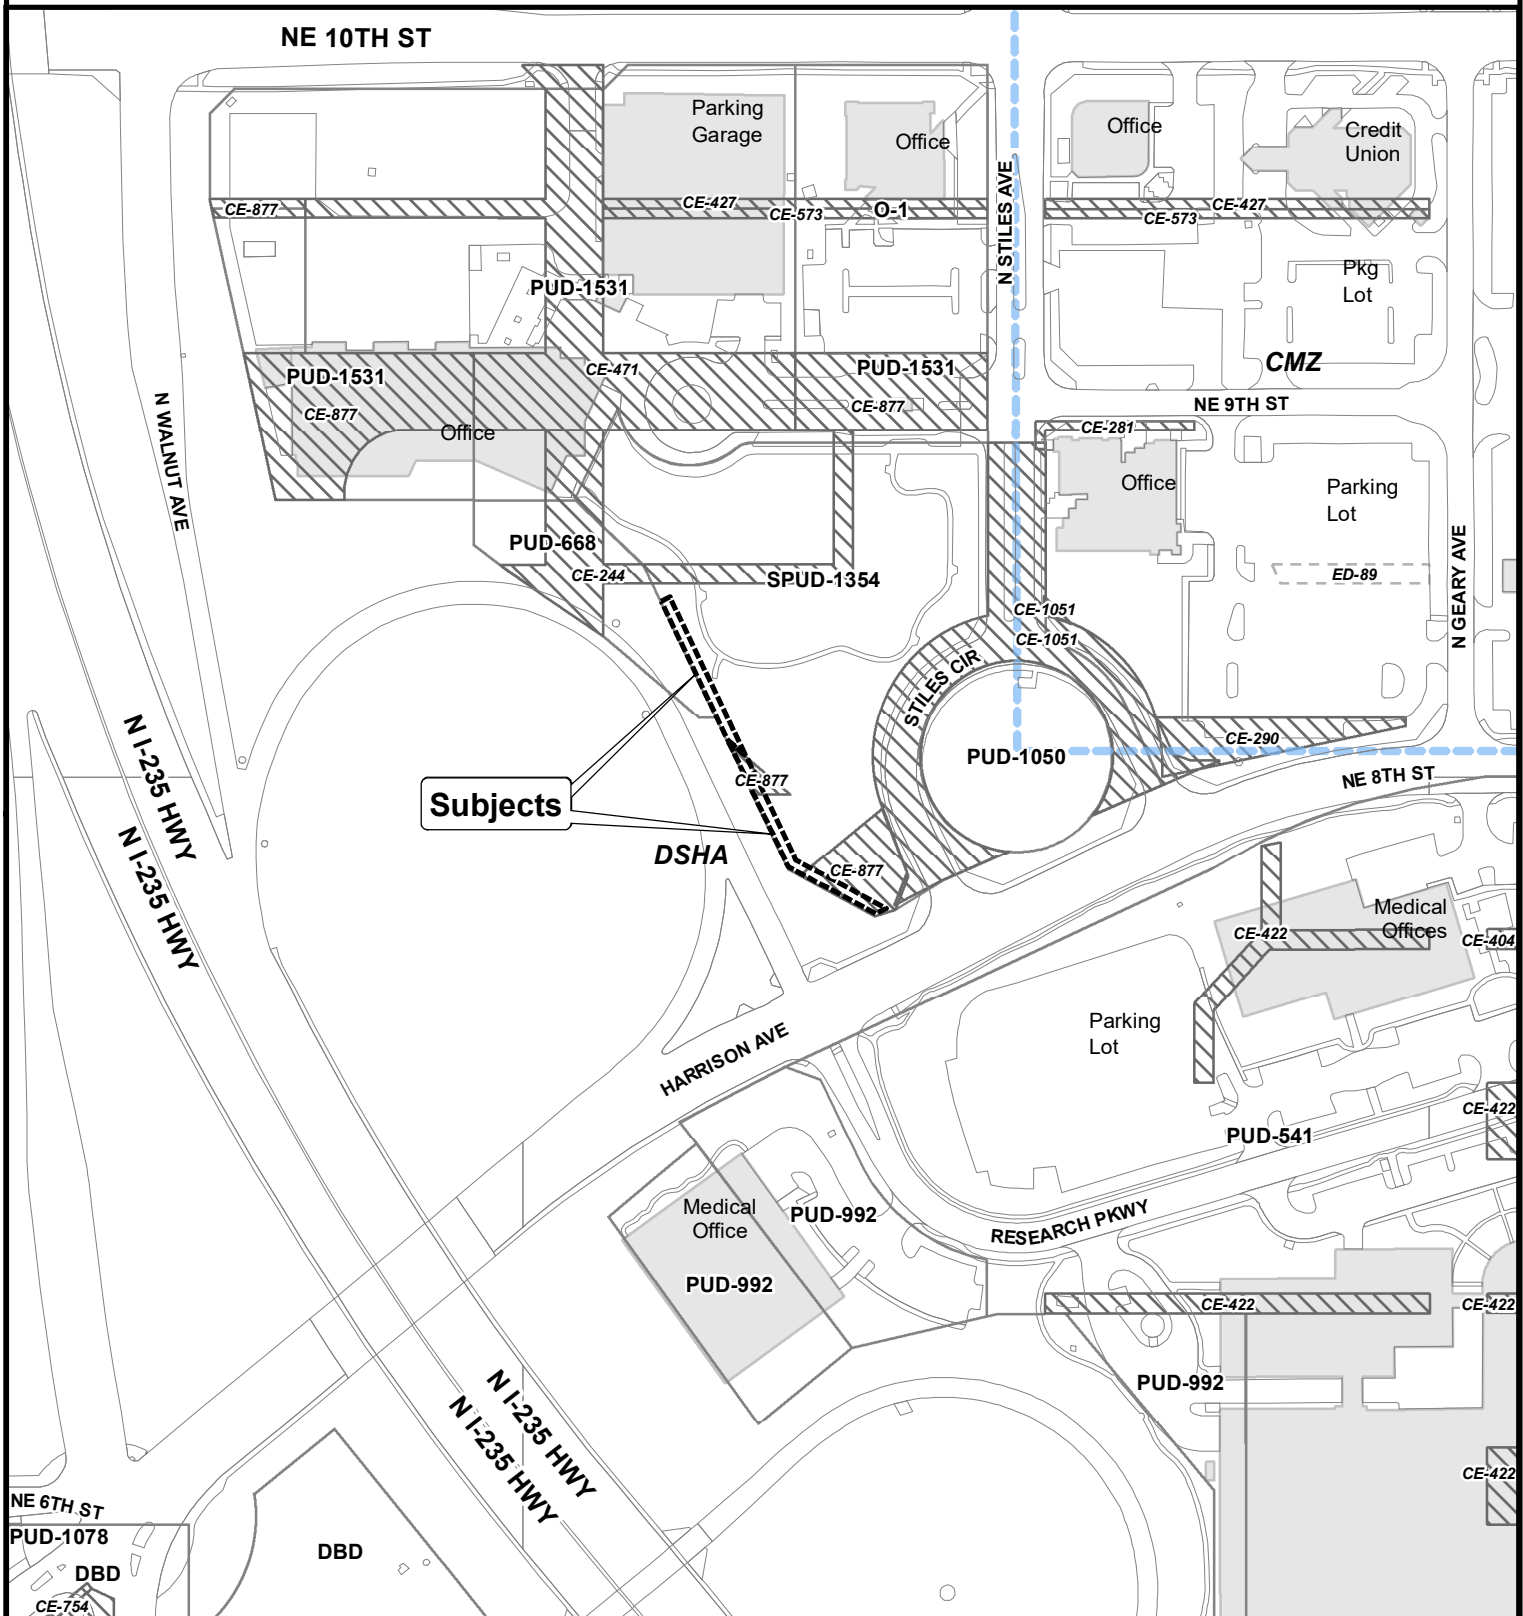 NE 10TH ST
Parking
Garage
Office
Office
Credit
Union
N STILES AVE
CE-877
CE-427
CE-573
O-1
CE-427
CE-573
Pkg
Lot
PUD-1531
CMZ
PUD-1531
CE-471
PUD-1531
CE-877
CE-877
NE 9TH ST
CE-281
Office
N WALNUT AVE
Office
Parking
Lot
PUD-668
CE-244
SPUD-1354
ED-89
N GEARY AVE
CE-1051
CE-1051
STILES CIR
CE-290
PUD-1050
N I-235 HWY
CE-877
NE 8TH ST
Subjects
N I-235 HWY
DSHA
CE-877
Medical
Offices
CE-422
CE-404
Parking
Lot
HARRISON AVE
CE-422
PUD-541
Medical
Office
PUD-992
RESEARCH PKWY
PUD-992
CE-422
CE-422
PUD-992
N I-235 HWY
N I-235 HWY
CE-422
NE 6TH ST
PUD-1078
DBD
DBD
CE-754